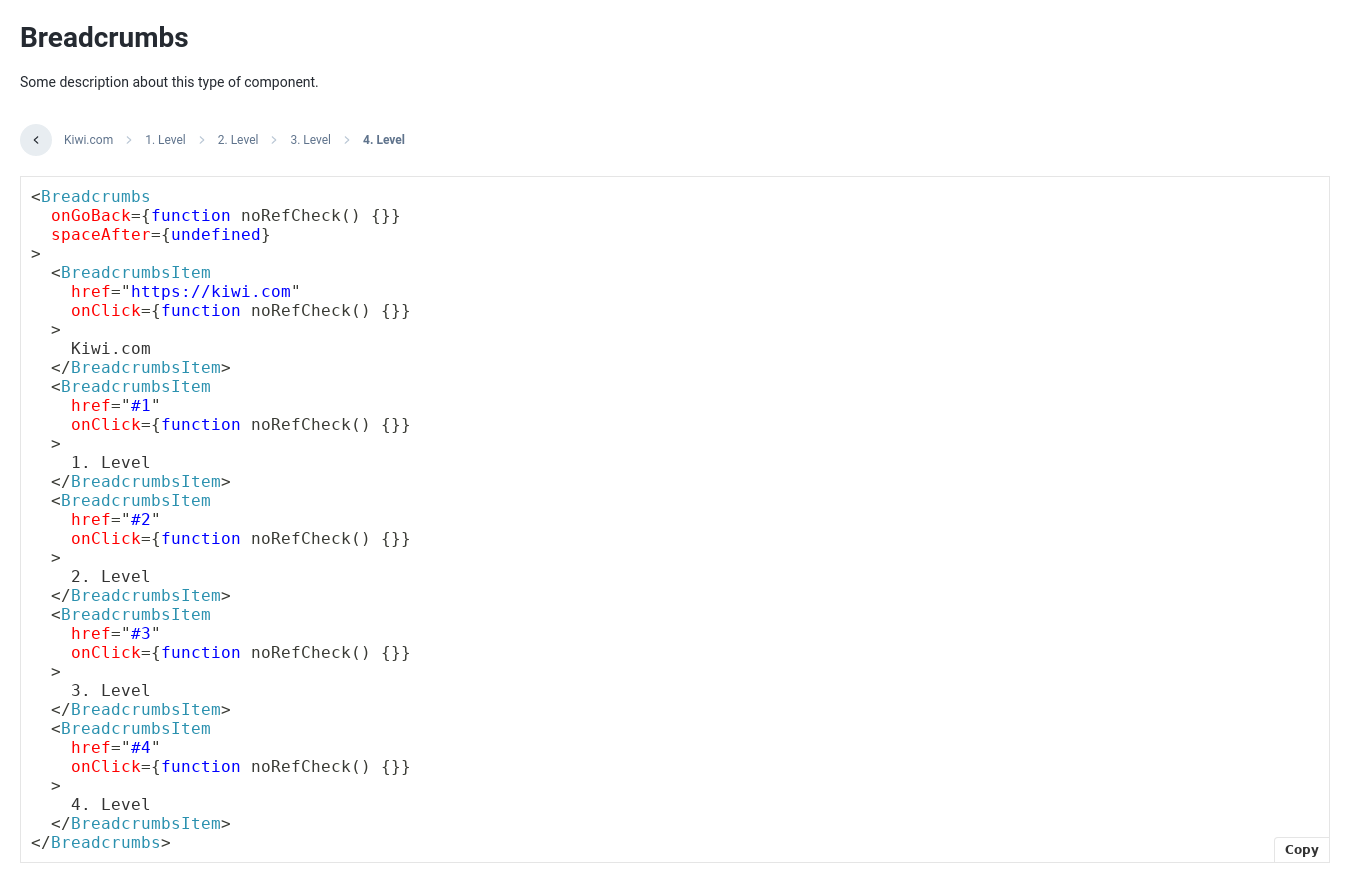 Breadcrumbs
Some description about this type of component.
Kiwi.com 1. Level 2. Level 3. Level 4. Level
<Breadcrumbs
  onGoBack={function noRefCheck() {}}
  spaceAfter={undefined}
>
  <BreadcrumbsItem
    href="https://kiwi.com"
    onClick={function noRefCheck() {}}
  >
    Kiwi.com
  </BreadcrumbsItem>
  <BreadcrumbsItem
    href="#1"
    onClick={function noRefCheck() {}}
  >
    1. Level
  </BreadcrumbsItem>
  <BreadcrumbsItem
    href="#2"
    onClick={function noRefCheck() {}}
  >
    2. Level
  </BreadcrumbsItem>
  <BreadcrumbsItem
    href="#3"
    onClick={function noRefCheck() {}}
  >
    3. Level
  </BreadcrumbsItem>
  <BreadcrumbsItem
    href="#4"
    onClick={function noRefCheck() {}}
  >
    4. Level
  </BreadcrumbsItem>
</Breadcrumbs>
Copy